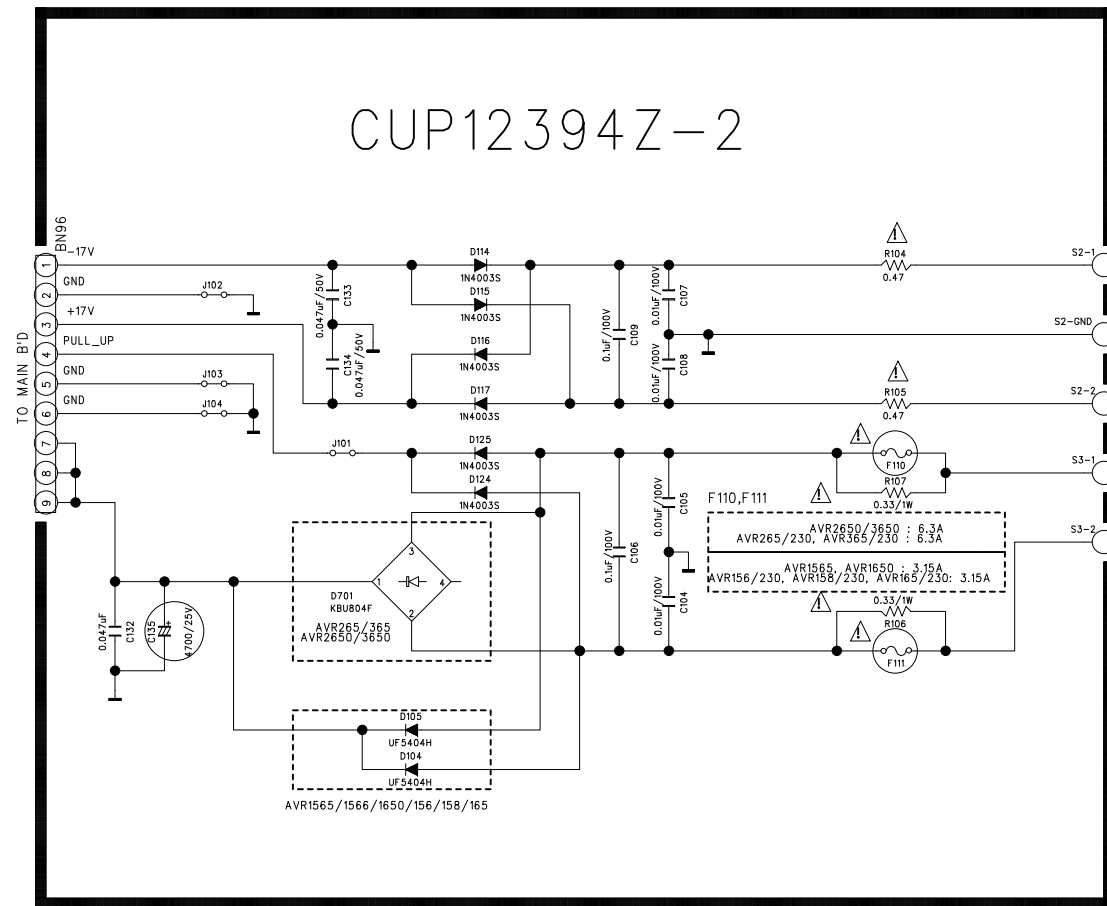 CUP12394Z-2
BN96
TO MAIN B'D
1
-17V
2
GND
3
+17V
4
PULL_UP
5
GND
6
GND
7
8
9
J102
J103
J104
J101
0.047uF/50V
C133
C134
0.047uF/50V
D114
1N4003S
D115
1N4003S
D116
1N4003S
D117
1N4003S
D125
1N4003S
D124
1N4003S
0.1uF/100V
C109
0.01uF/100V
C107
0.01uF/100V
C108
R104
0.47
R105
0.47
S2-1
S2-GND
S2-2
S3-1
S3-2
F110
R107
0.33/1W
0.1uF/100V
C106
0.01uF/100V
C105
0.01uF/100V
C104
F110,F111
AVR2650/3650 : 6.3A
AVR265/230, AVR365/230 : 6.3A
AVR1565, AVR1650 : 3.15A
AVR156/230, AVR158/230, AVR165/230: 3.15A
0.33/1W
R106
F111
3
1
4
2
D701
KBU804F
AVR265/365
AVR2650/3650
0.047uF
C132
C135
+
4700/25V
D105
UF5404H
D104
UF5404H
AVR1565/1566/1650/156/158/165